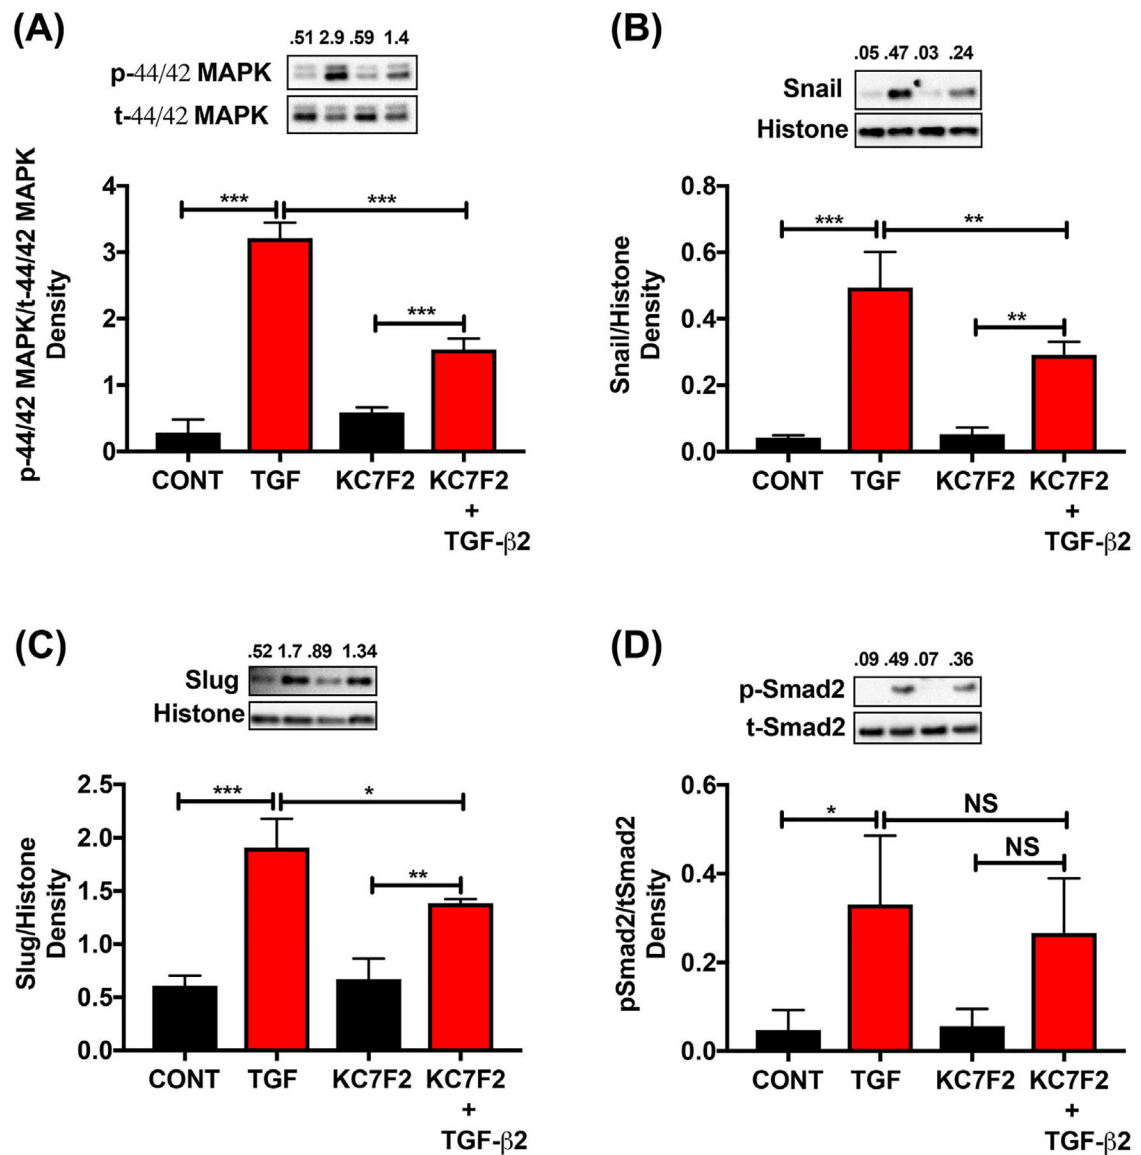 (A)
.51 2.9 .59 1.4
p-44/42 MAPK
t-44/42 MAPK
p-44/42 MAPK/t-44/42 MAPK
Density
4
3
2
1
0
***
***
***
CONT TGF KC7F2 KC7F2
+
TGF-β2
(B)
.05 .47 .03 .24
Snail
Histone
Snail/Histone
Density
0.8
0.6
0.4
0.2
0.0
***
**
**
CONT TGF KC7F2 KC7F2
+
TGF-β2
(C)
.52 1.7 .89 1.34
Slug
Histone
Slug/Histone
Density
2.5
2.0
1.5
1.0
0.5
0.0
***
*
**
CONT TGF KC7F2 KC7F2
+
TGF-β2
(D)
.09 .49 .07 .36
p-Smad2
t-Smad2
pSmad2/tSmad2
Density
0.6
0.4
0.2
0.0
*
NS
NS
CONT TGF KC7F2 KC7F2
+
TGF-β2